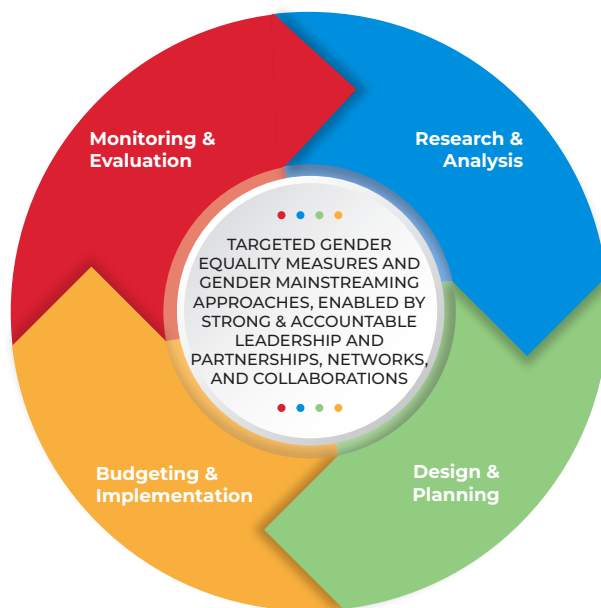 Monitoring &
Evaluation
Research &
Analysis
TARGETED GENDER
EQUALITY MEASURES AND
GENDER MAINSTREAMING
APPROACHES, ENABLED BY
STRONG & ACCOUNTABLE
LEADERSHIP AND
PARTNERSHIPS, NETWORKS,
AND COLLABORATIONS
Budgeting &
Implementation
Design &
Planning